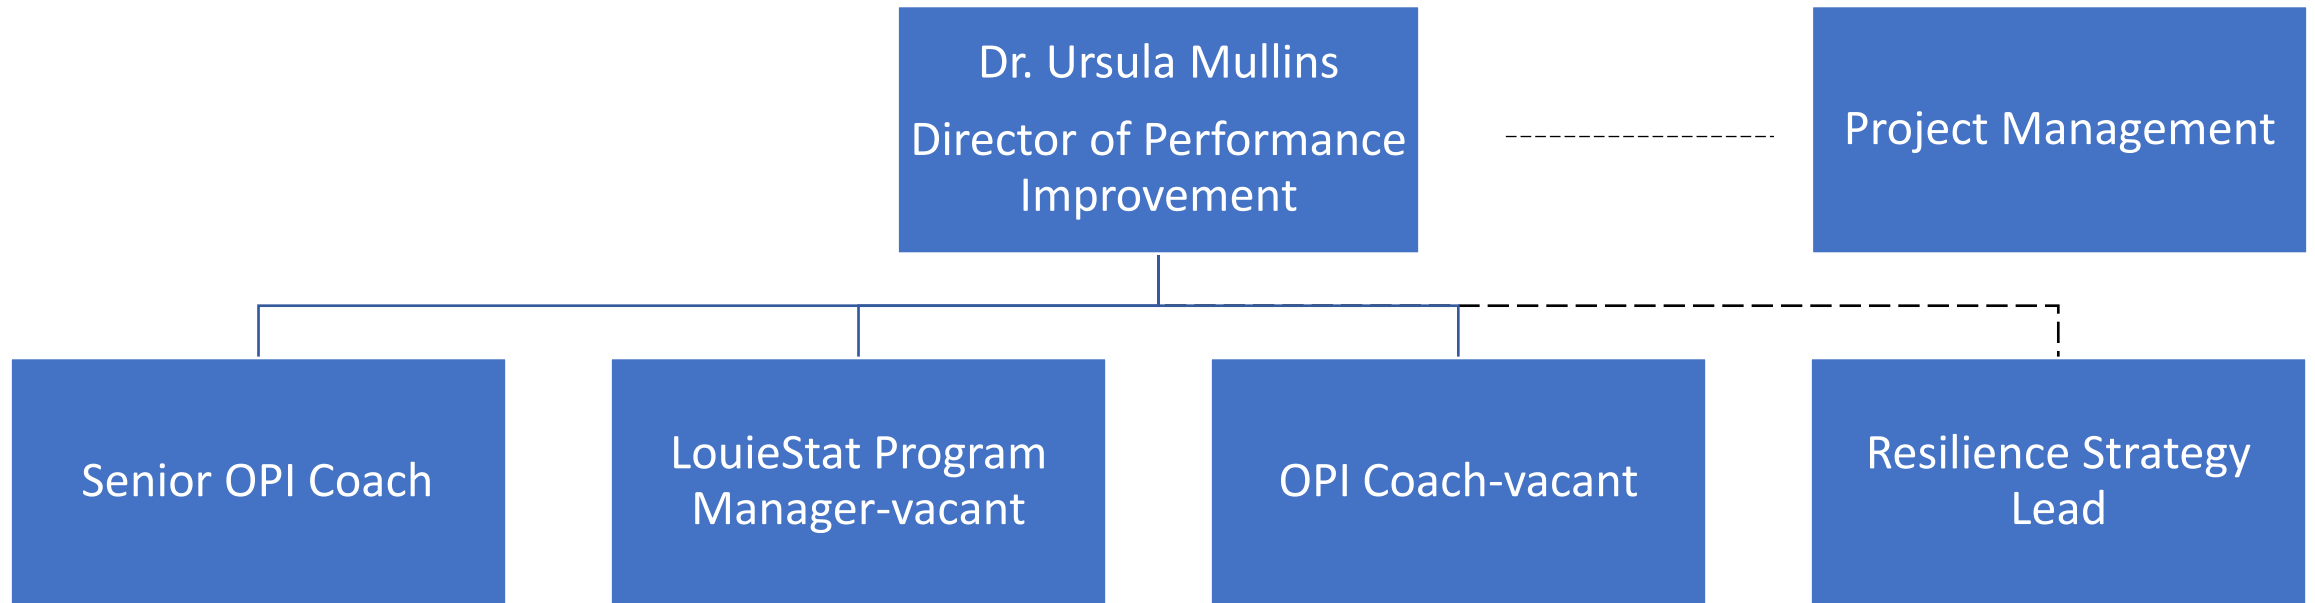 Dr. Ursula Mullins
Director of Performance
Improvement
Project Management
Senior OPI Coach
LouieStat Program
Manager-vacant
OPI Coach-vacant
Resilience Strategy
Lead